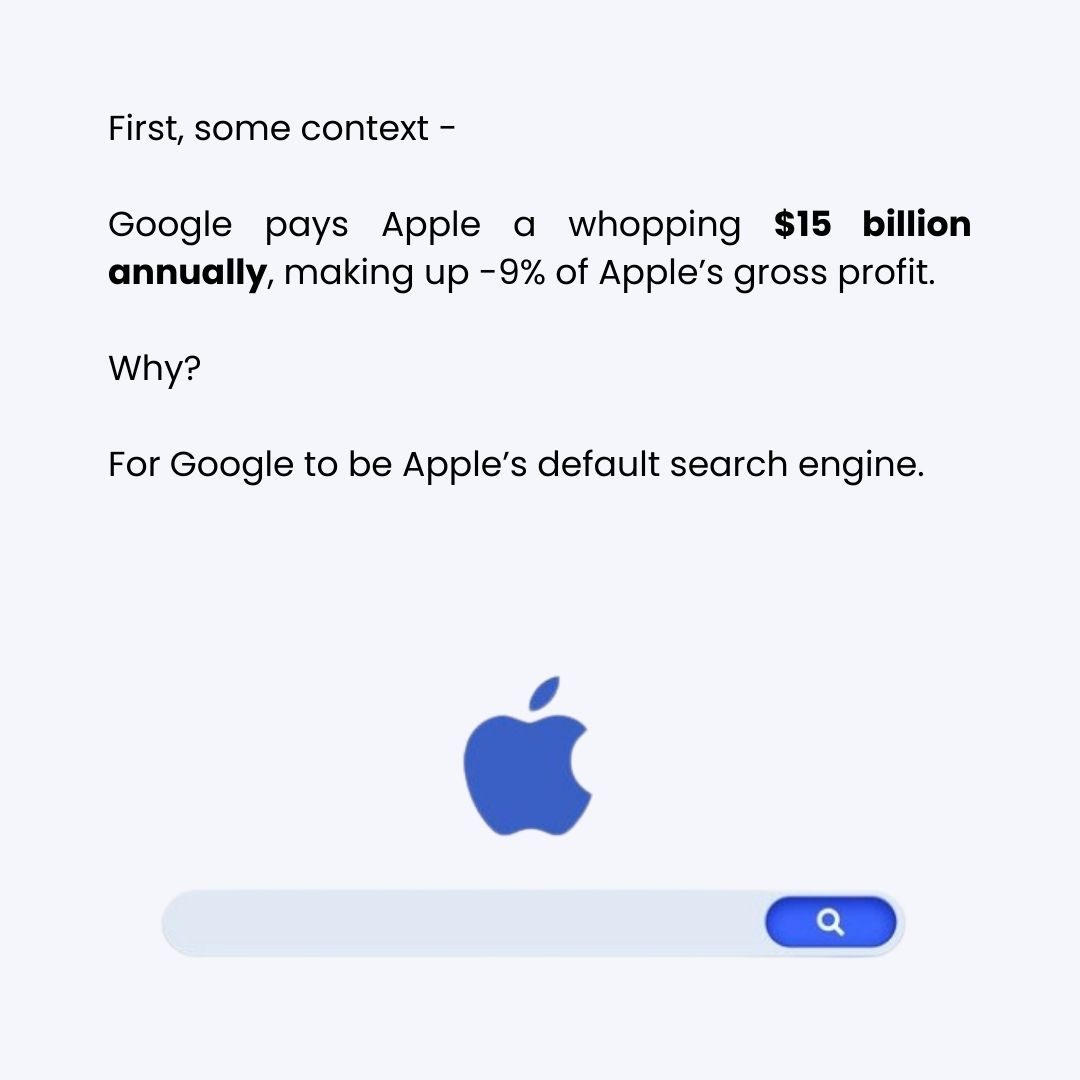 First, some context -
Google pays Apple a whopping $15 billion
annually, making up -9% of Apple’s gross profit.
Why?
For Google to be Apple’s default search engine.